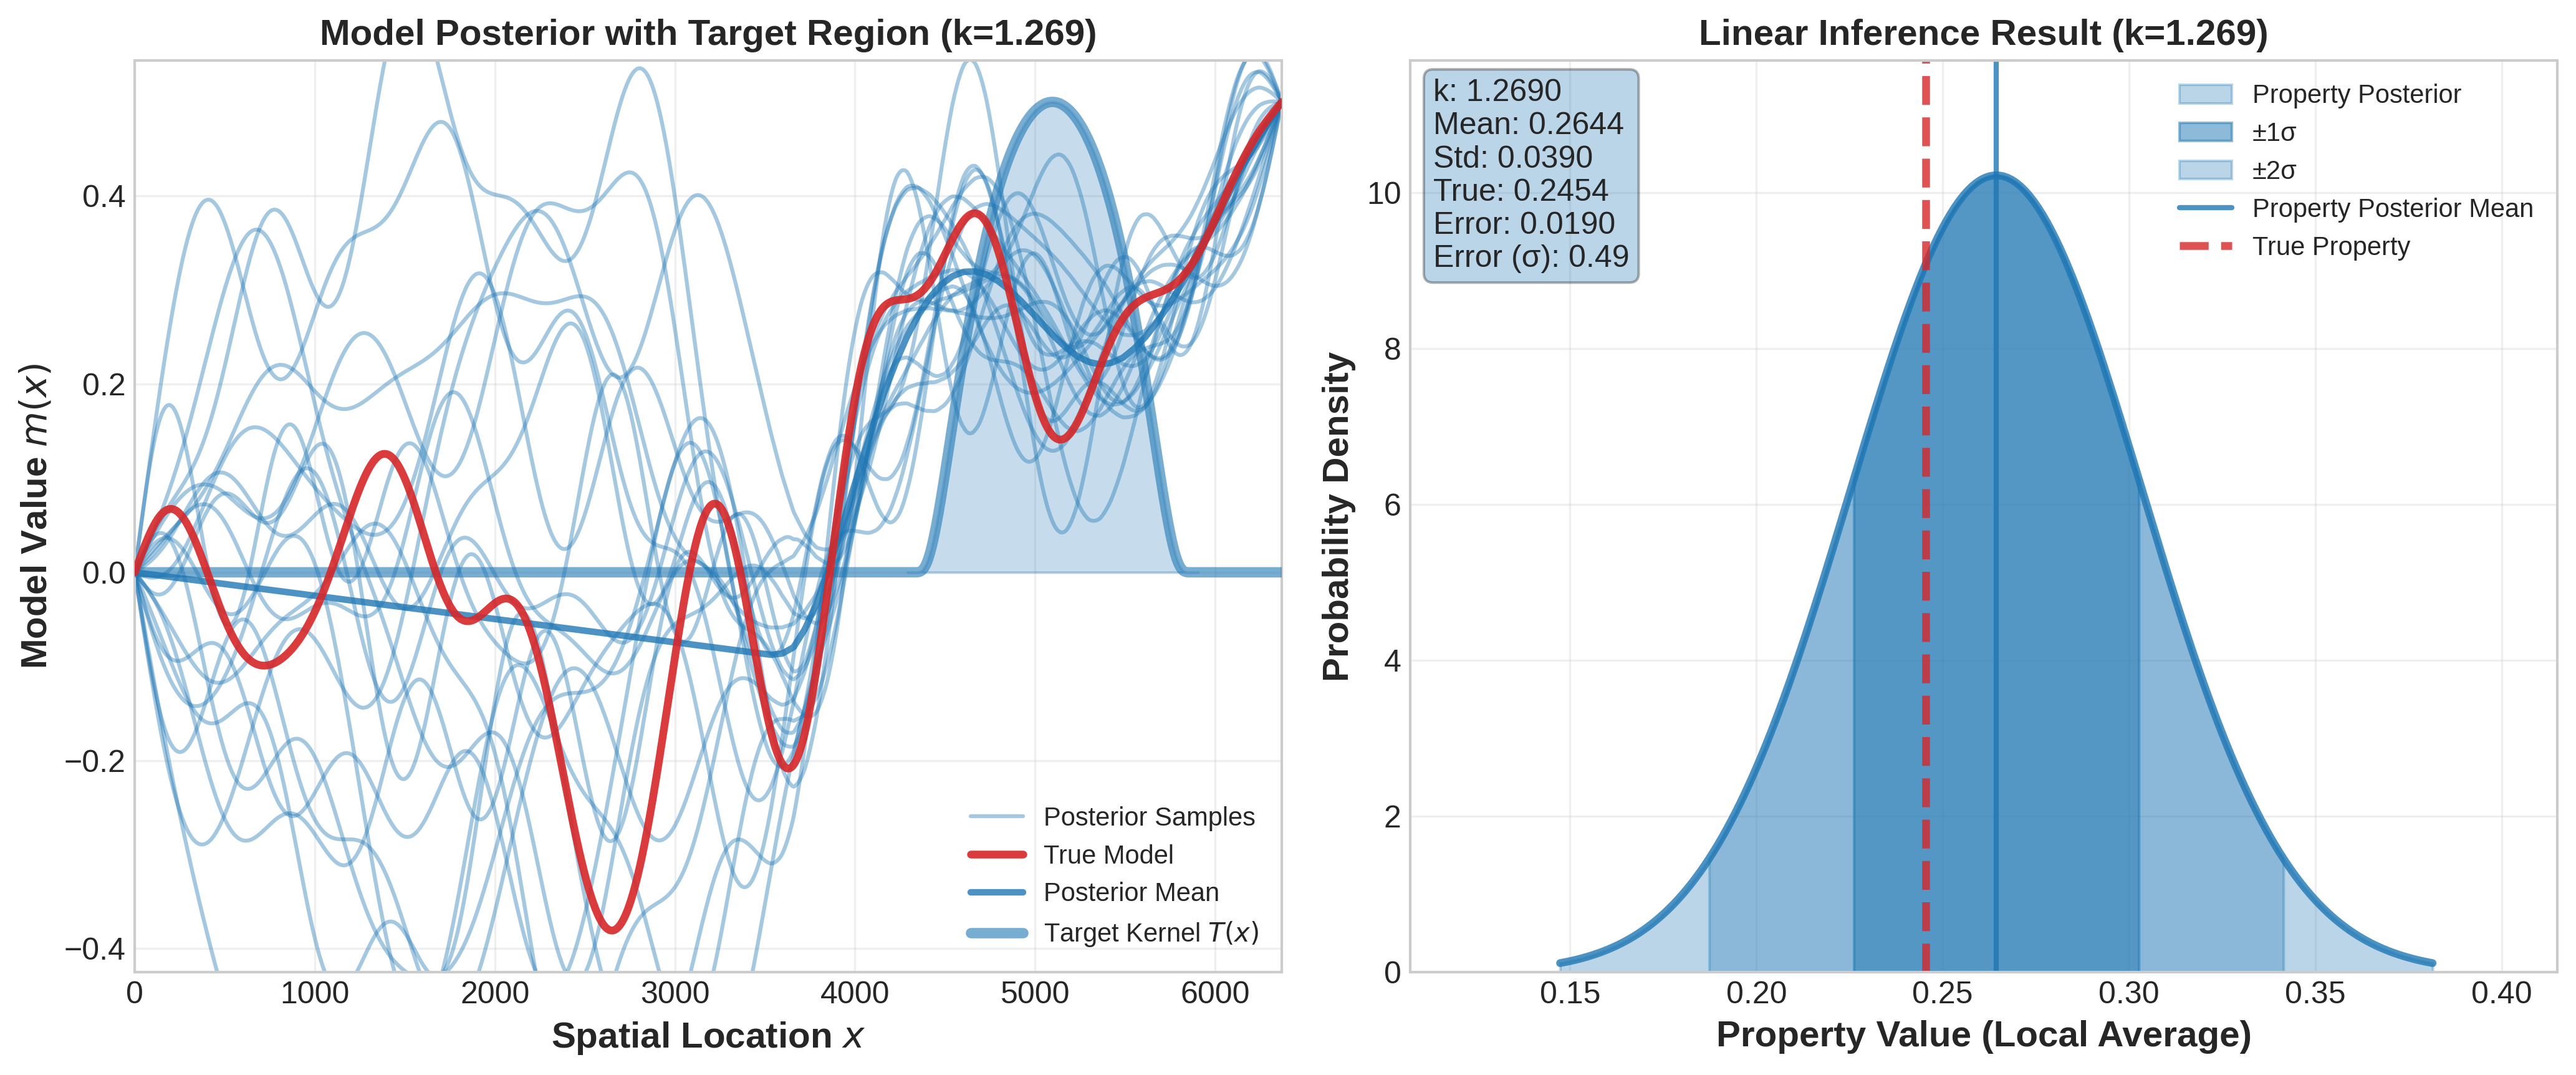 Model Posterior with Target Region (k=1.269)
Model Value m(x)
0.4
0.2
0.0
−0.2
−0.4
0 1000 2000 3000 4000 5000 6000
Spatial Location x
Posterior Samples
True Model
Posterior Mean
Target Kernel T(x)
Linear Inference Result (k=1.269)
Probability Density
10
8
6
4
2
0
0.15 0.20 0.25 0.30 0.35 0.40
Property Value (Local Average)
k: 1.2690
Mean: 0.2644
Std: 0.0390
True: 0.2454
Error: 0.0190
Error (σ): 0.49
Property Posterior
±1σ
±2σ
Property Posterior Mean
True Property